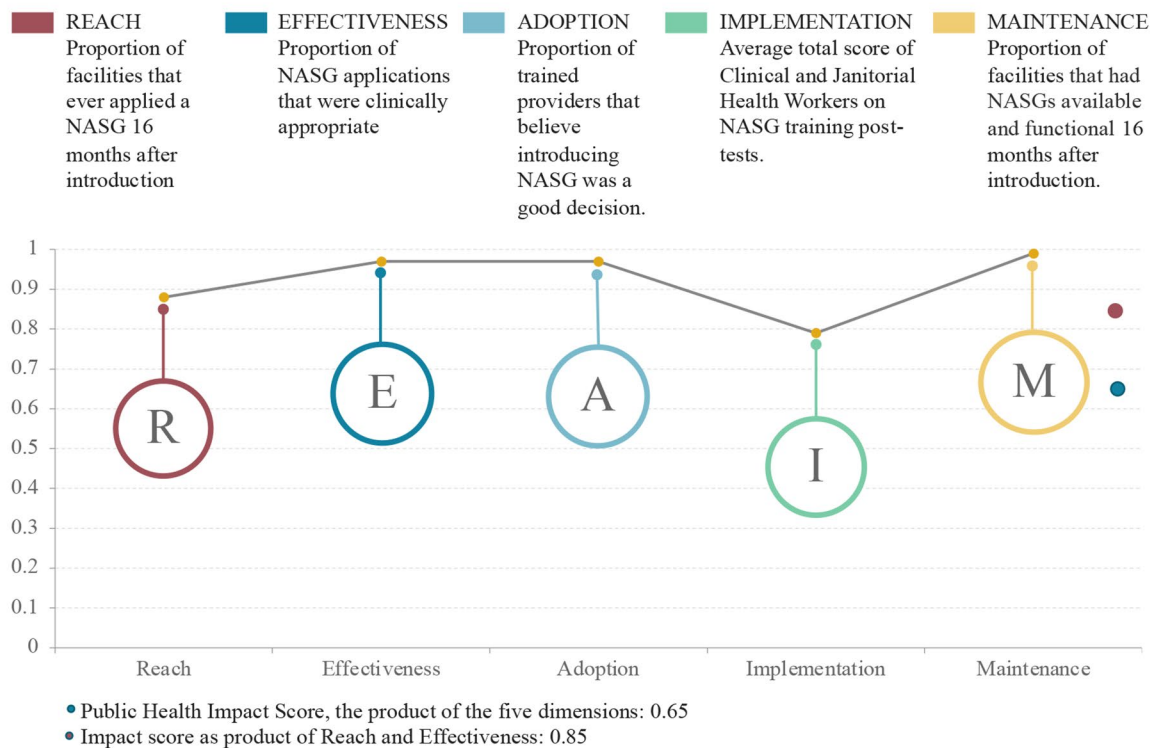 REACH
Proportion of
facilities that
ever applied a
NASG 16
months after
introduction
EFFECTIVENESS
Proportion of
NASG applications
that were clinically
appropriate
ADOPTION
Proportion of
trained
providers that
believe
introducing
NASG was a
good decision.
IMPLEMENTATION
Average total score of
Clinical and Janitorial
Health Workers on
NASG training post-
tests.
MAINTENANCE
Proportion of
facilities that had
NASGs available
and functional 16
months after
introduction.
1
0.9
0.8
0.7
0.6
0.5
0.4
0.3
0.2
0.1
0
R
E
A
I
M
Reach
Effectiveness
Adoption
Implementation
Maintenance
Public Health Impact Score, the product of the five dimensions: 0.65
Impact score as product of Reach and Effectiveness: 0.85